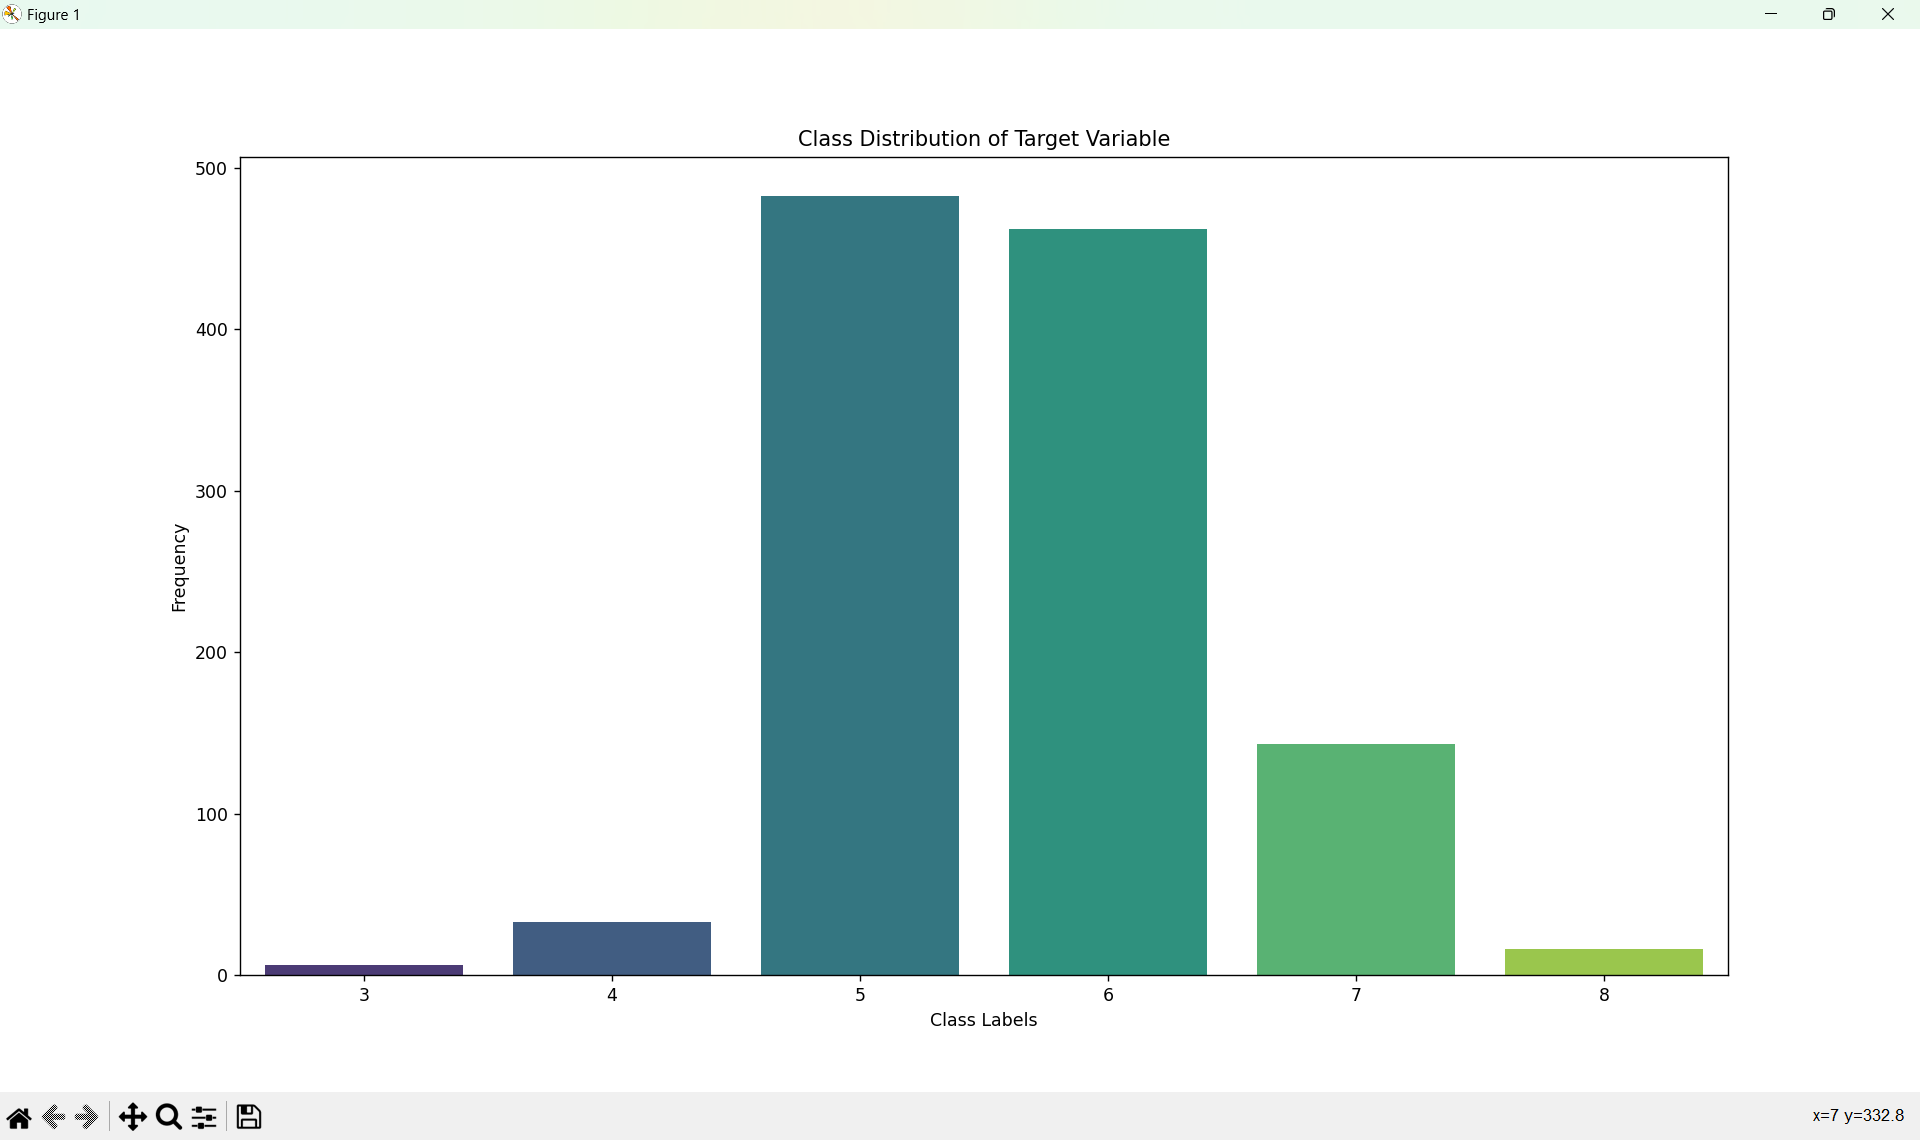 Figure 1
Class Distribution of Target Variable
500
400
300
200
100
0
Frequency
3 4 5 6 7 8
Class Labels
x=7 y=332.8